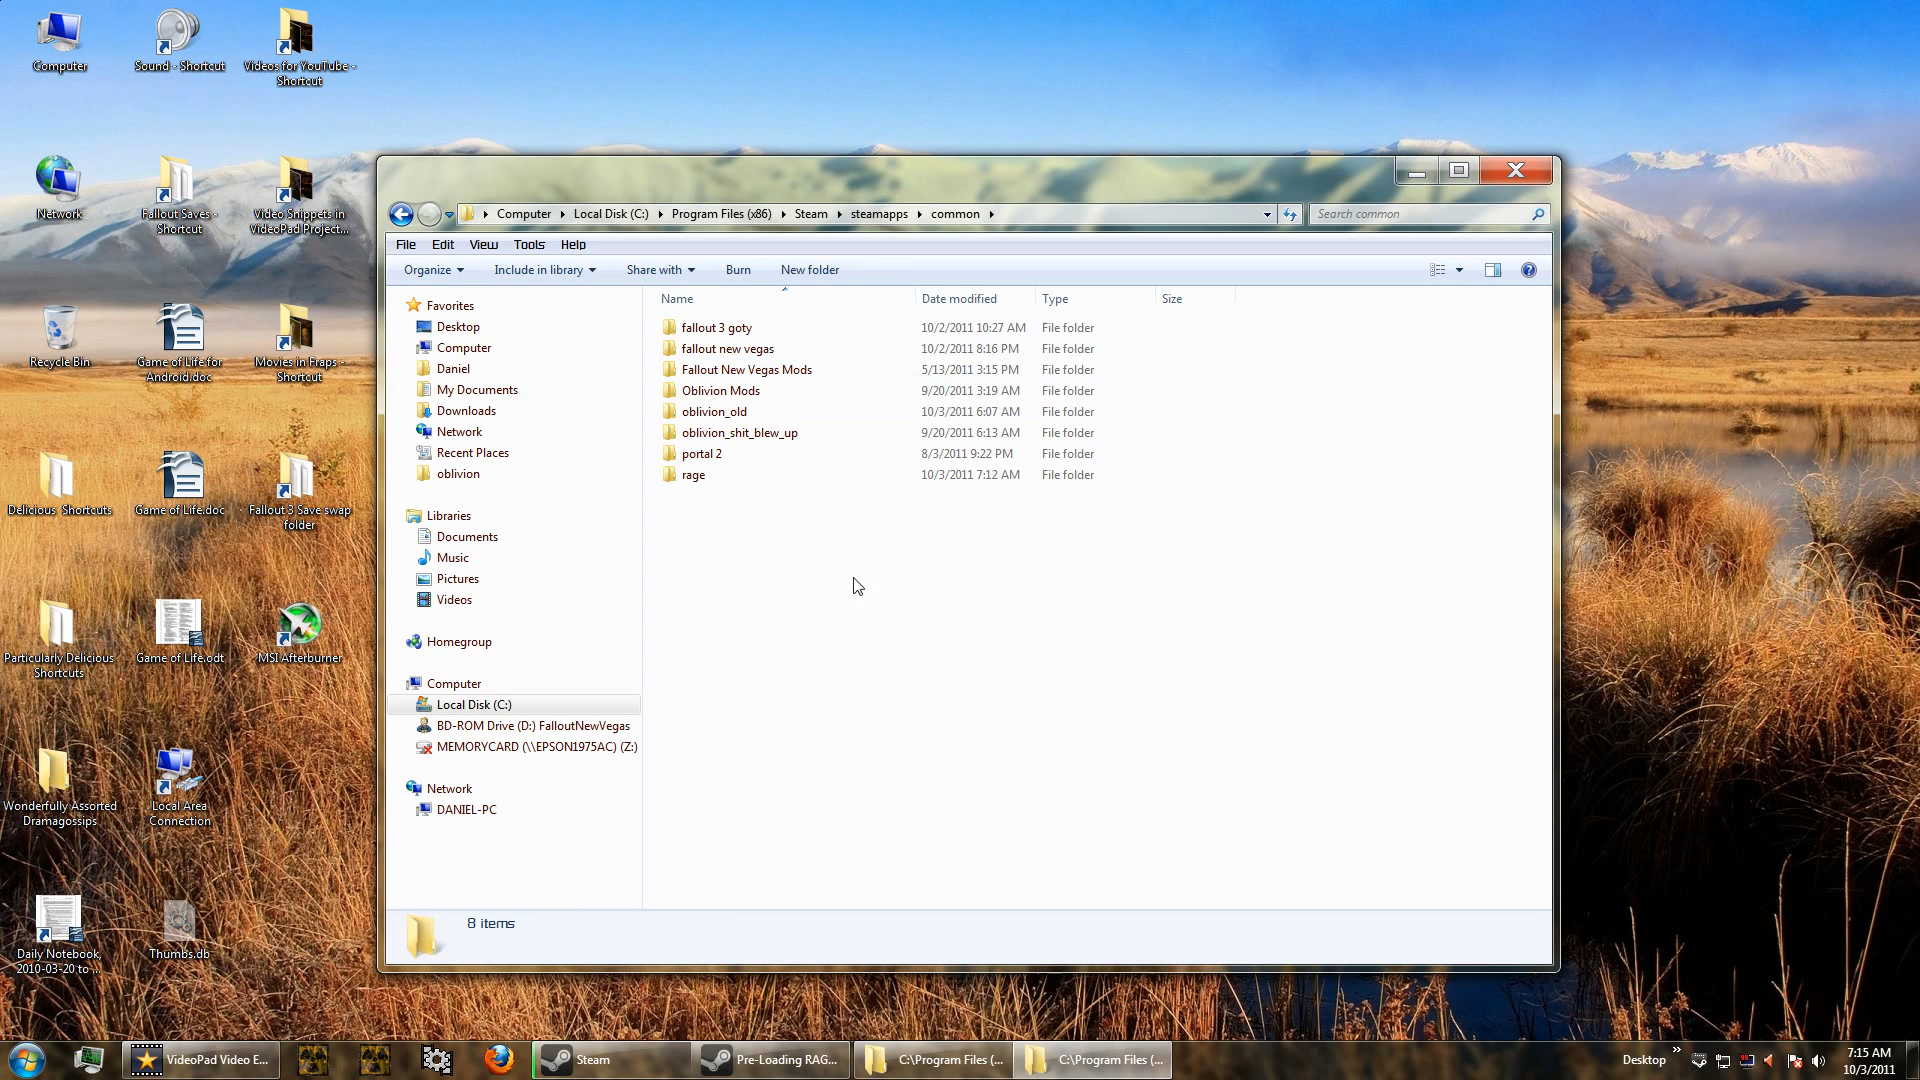 Computer
Sound - Shortcut
Videos for YouTube -
Shortcut
Network
Fallout Saves -
Shortcut
Video Snippets in
VideoPad Project...
Recycle Bin
Game of Life for
Android.doc
Movies in Fraps -
Shortcut
Delicious Shortcuts
Game of Life.doc
Fallout 3 Save swap
folder
Particularly Delicious
Shortcuts
Game of Life.odt
MSI Afterburner
Wonderfully Assorted
Dramagossips
Local Area
Connection
Daily Notebook,
2010-03-20 to ...
Thumbs.db
Computer Local Disk (C:) Program Files (x86) Steam steamapps common
Search common
File Edit View Tools Help
Organize Include in library Share with Burn New folder
Favorites
Desktop
Computer
Daniel
My Documents
Downloads
Network
Recent Places
oblivion
Libraries
Documents
Music
Pictures
Videos
Homegroup
Computer
Local Disk (C:)
BD-ROM Drive (D:) FalloutNewVegas
MEMORYCARD (\\EPSON1975AC) (Z:)
Network
DANIEL-PC
Name Date modified Type Size
fallout 3 goty 10/2/2011 10:27 AM File folder
fallout new vegas 10/2/2011 8:16 PM File folder
Fallout New Vegas Mods 5/13/2011 3:15 PM File folder
Oblivion Mods 9/20/2011 3:19 AM File folder
oblivion_old 10/3/2011 6:07 AM File folder
oblivion_shit_blew_up 9/20/2011 6:13 AM File folder
portal 2 8/3/2011 9:22 PM File folder
rage 10/3/2011 7:12 AM File folder
8 items
VideoPad Video E...
Steam
Pre-Loading RAG...
C:\Program Files (...
C:\Program Files (...
Desktop
7:15 AM
10/3/2011